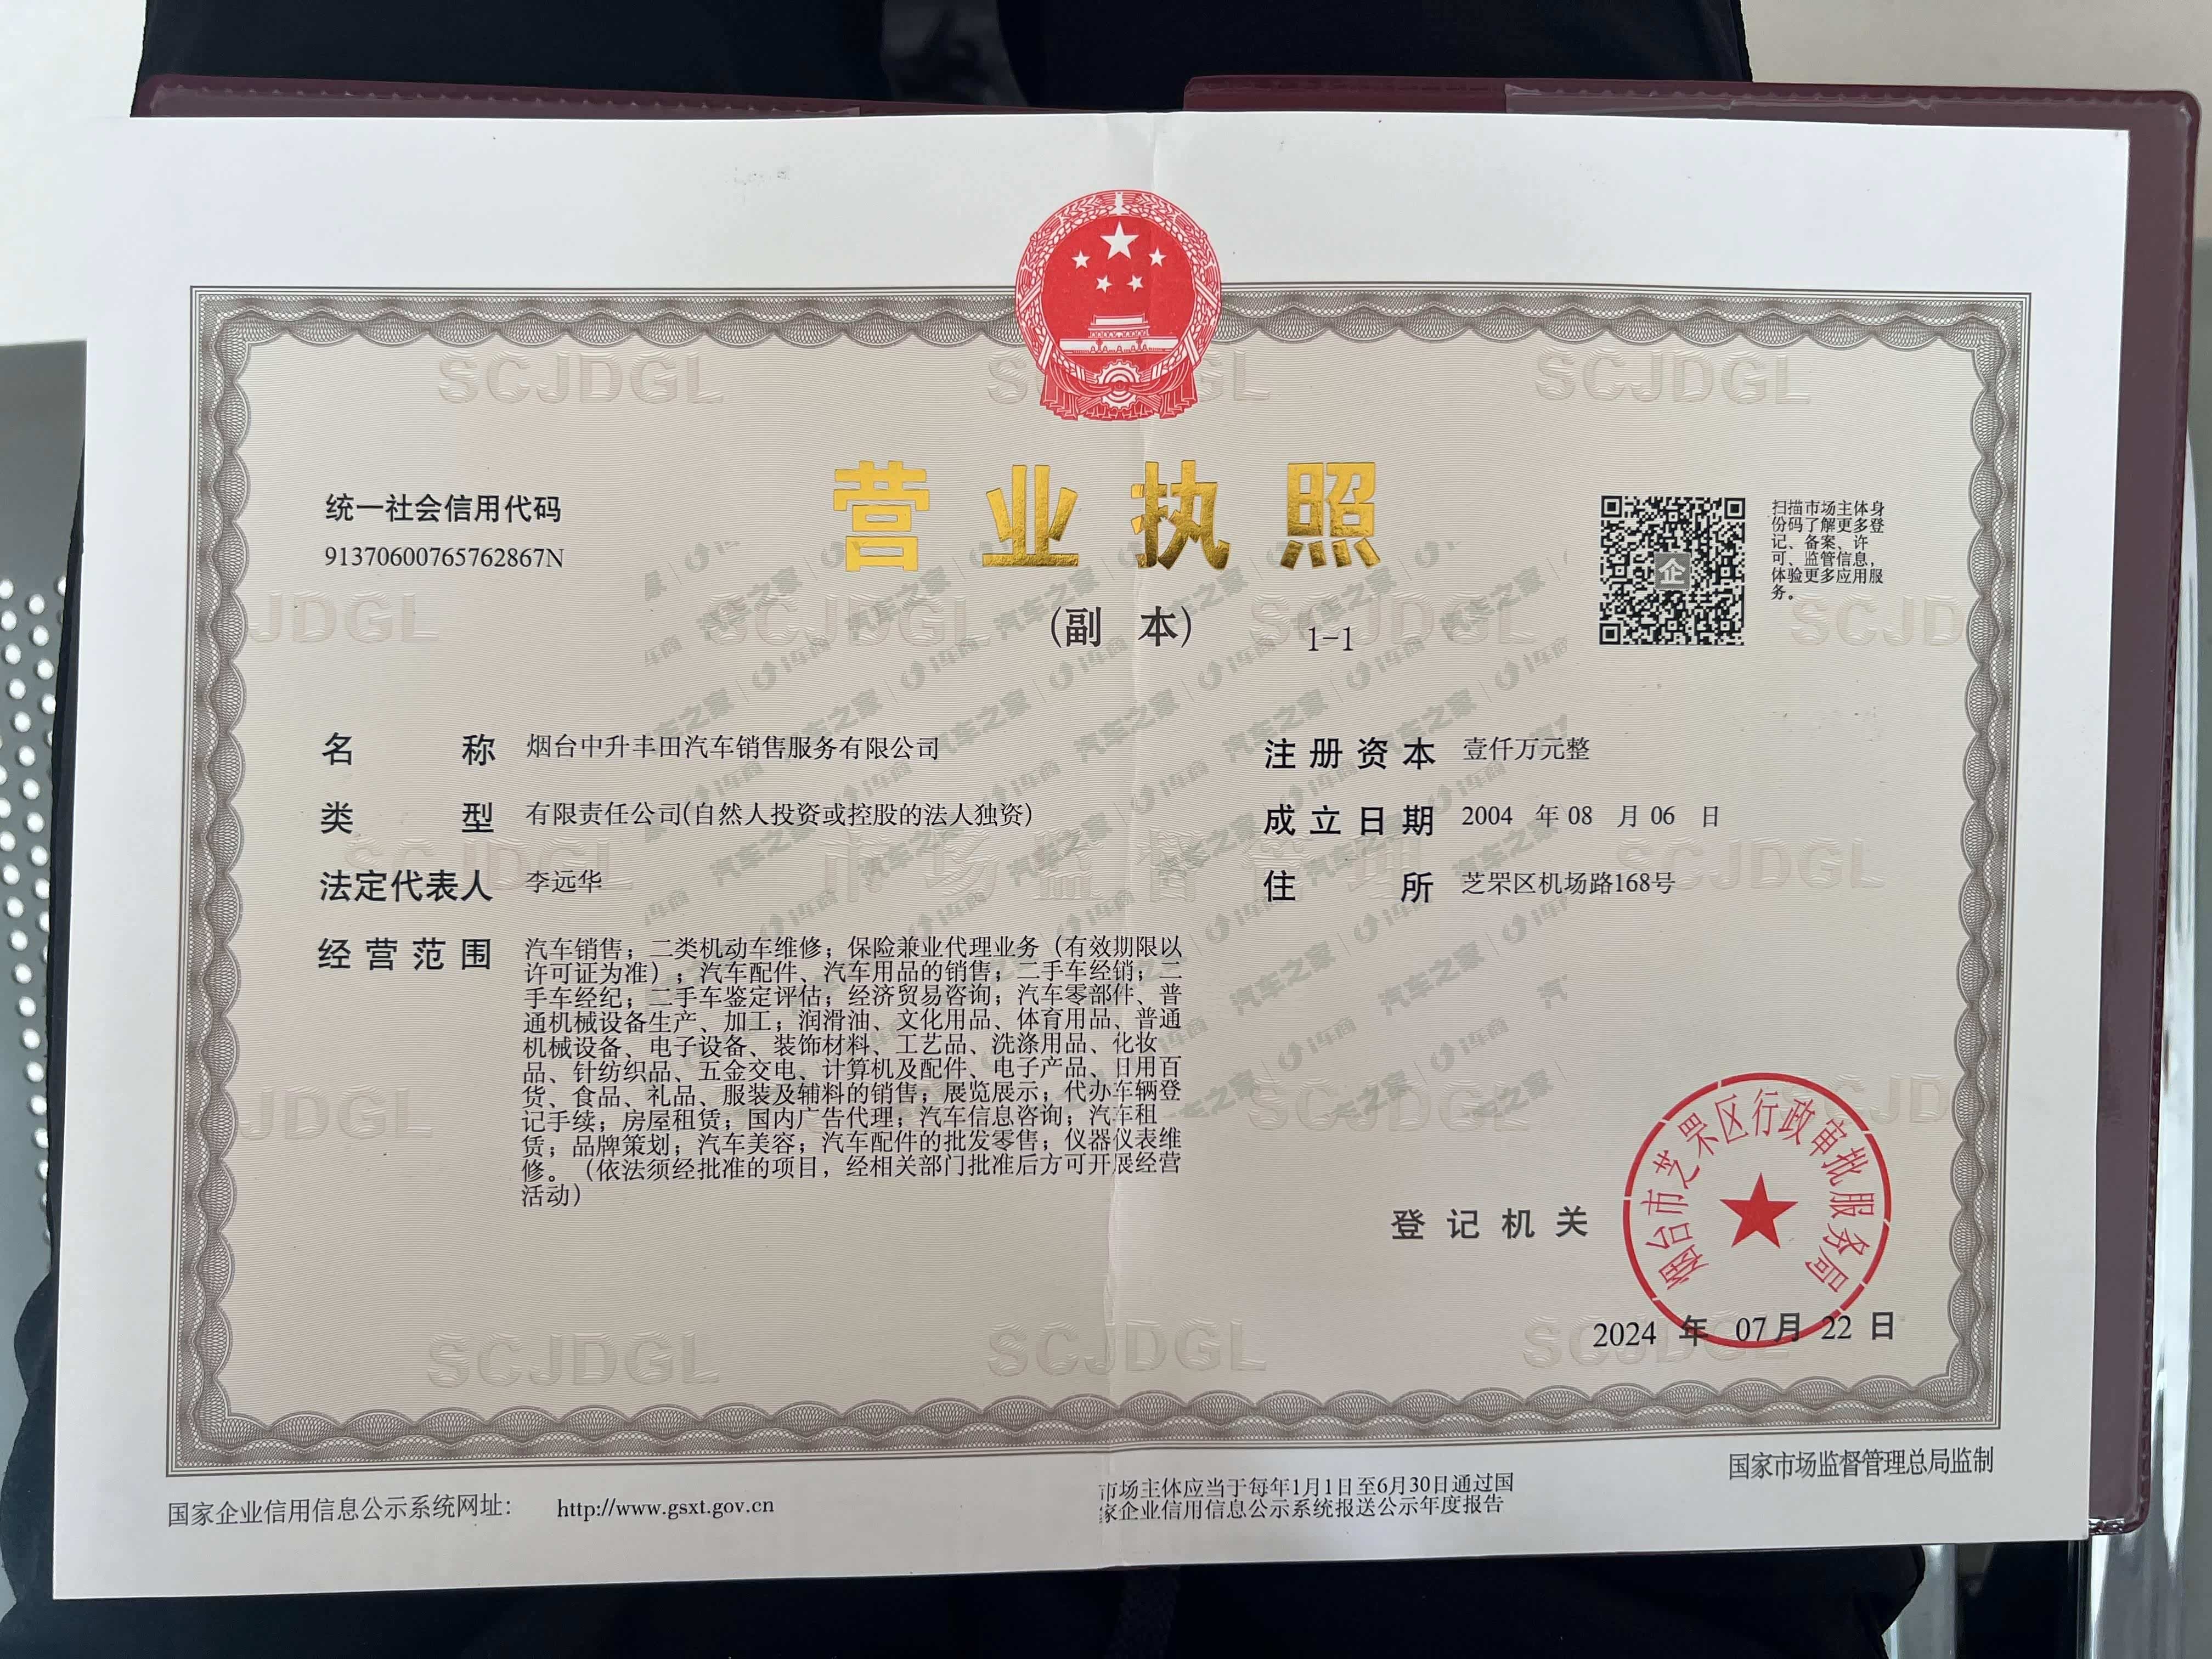 SCJDGL
SCJDGL
营业执照
(副 本)
1-1
统一社会信用代码
91370600765762867N
企
扫描市场主体身
份码了解更多登
记、备案、许
可、监管信息，
体验更多应用服
务。
名 称 烟台中升丰田汽车销售服务有限公司
类 型 有限责任公司(自然人投资或控股的法人独资)
法定代表人 李远华
经营范围 汽车销售；二类机动车维修；保险兼业代理业务（有效期限以
许可证为准）；汽车配件、汽车用品的销售；二手车经销；二
手车经纪；二手车鉴定评估；经济贸易咨询；汽车零部件、普
通机械设备生产、加工；润滑油、文化用品、体育用品、普通
机械设备、电子设备、装饰材料、工艺品、洗涤用品、化妆
品、针纺织品、五金交电、计算机及配件、电子产品、日用百
货、食品、礼品、服装及辅料的销售；展览展示；代办车辆登
记手续；房屋租赁；国内广告代理；汽车信息咨询；汽车租
赁；品牌策划；汽车美容；汽车配件的批发零售；仪器仪表维
修。（依法须经批准的项目，经相关部门批准后方可开展经营
活动）
注册资本 壹仟万元整
成立日期 2004 年 08 月 06 日
住 所 芝罘区机场路168号
市场监督管理
汽车之家
登记机关
烟台市芝罘区行政审批服务局
2024 年 07 月 22 日
SCJDGL
SCJDGL
SCJDGL
国家企业信用信息公示系统网址： http://www.gsxt.gov.cn
市场主体应当于每年1月1日至6月30日通过国
家企业信用信息公示系统报送公示年度报告
国家市场监督管理总局监制